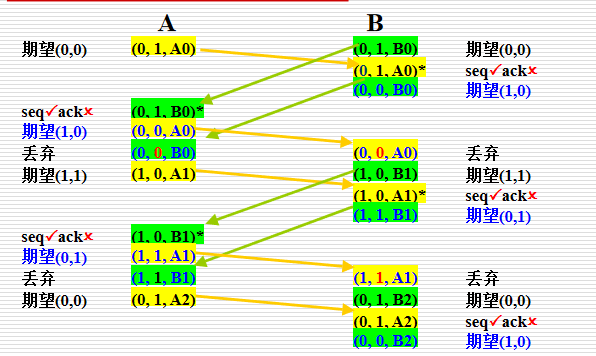 A B
期望(0,0) (0, 1, A0) (0, 1, B0) 期望(0,0)
(0, 1, A0)* seq✓ack✗
(0, 0, B0) 期望(1,0)
seq✓ack✗ (0, 1, B0)*
期望(1,0) (0, 0, A0)
丢弃 (0, 0, B0) (0, 0, A0) 丢弃
期望(1,1) (1, 0, A1) (1, 0, B1) 期望(1,1)
(1, 0, A1)* seq✓ack✗
(1, 1, B1) 期望(0,1)
seq✓ack✗ (1, 0, B1)*
期望(0,1) (1, 1, A1)
丢弃 (1, 1, B1) (1, 1, A1) 丢弃
期望(0,0) (0, 1, A2) (0, 1, B2) 期望(0,0)
(0, 1, A2) seq✓ack✗
(0, 0, B2) 期望(1,0)